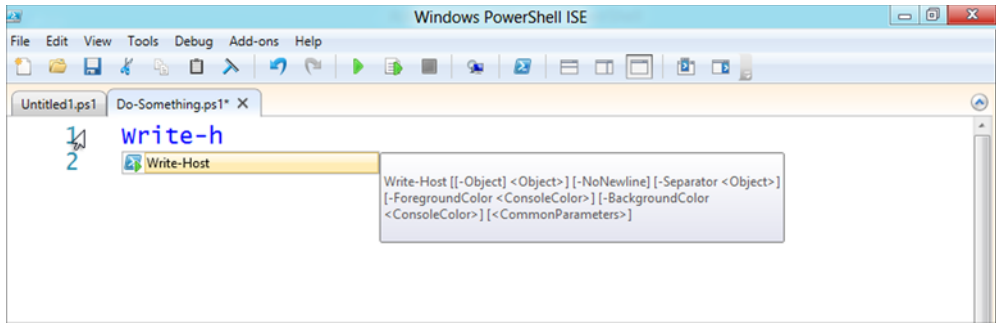 Windows PowerShell ISE
File Edit View Tools Debug Add-ons Help
Untitled1.ps1 Do-Something.ps1* X
1 Write-h
2 Write-Host
Write-Host [[-Object] <Object>] [-NoNewline] [-Separator <Object>]
[-ForegroundColor <ConsoleColor>] [-BackgroundColor
<ConsoleColor>] [<CommonParameters>]